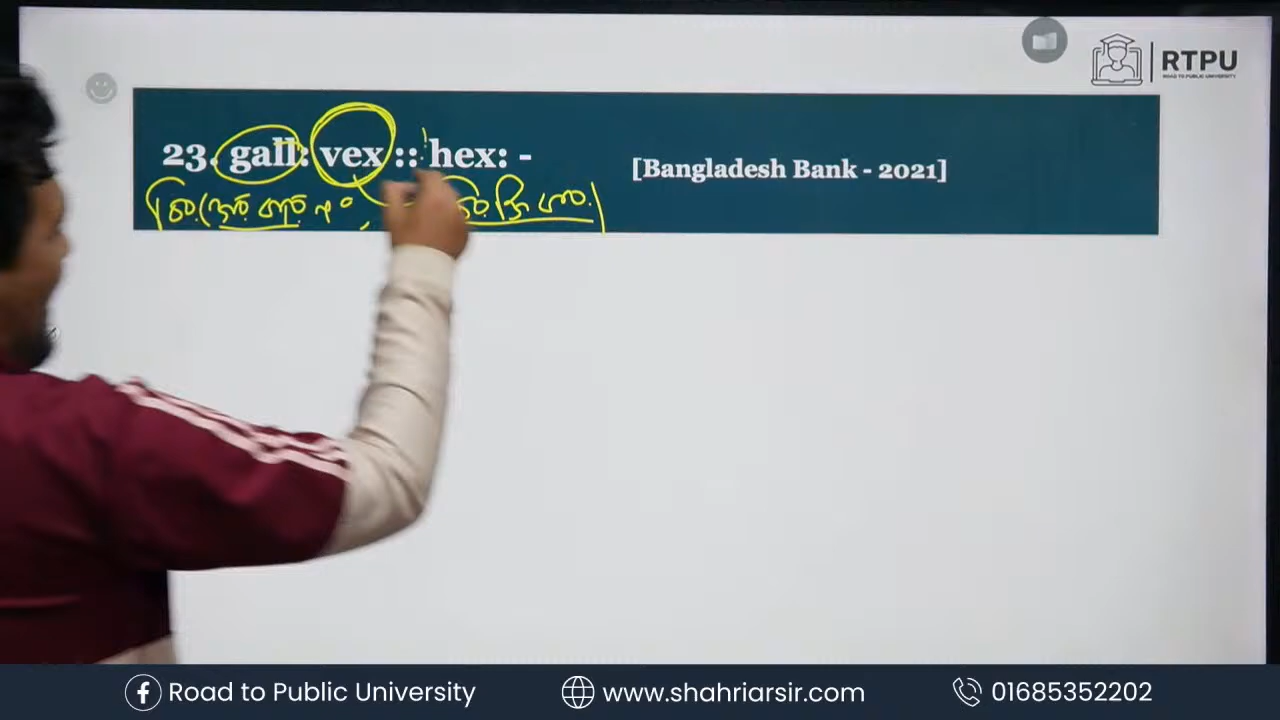 RTPU
ROAD TO PUBLIC UNIVERSITY
23. gall: vex :: hex: -
[Bangladesh Bank - 2021]
Road to Public University
www.shahriarsir.com
01685352202